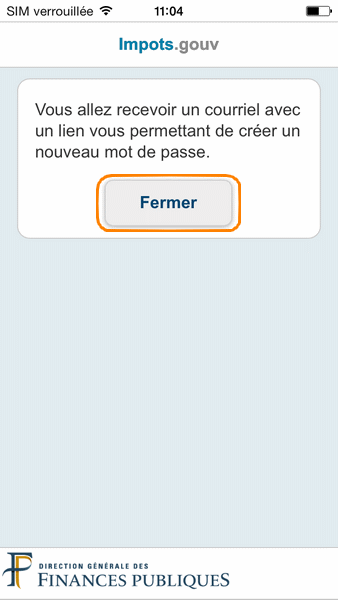 SIM verrouillée 11:04
Impots.gouv
Vous allez recevoir un courriel avec
un lien vous permettant de créer un
nouveau mot de passe.
Fermer
DIRECTION GÉNÉRALE DES
FINANCES PUBLIQUES